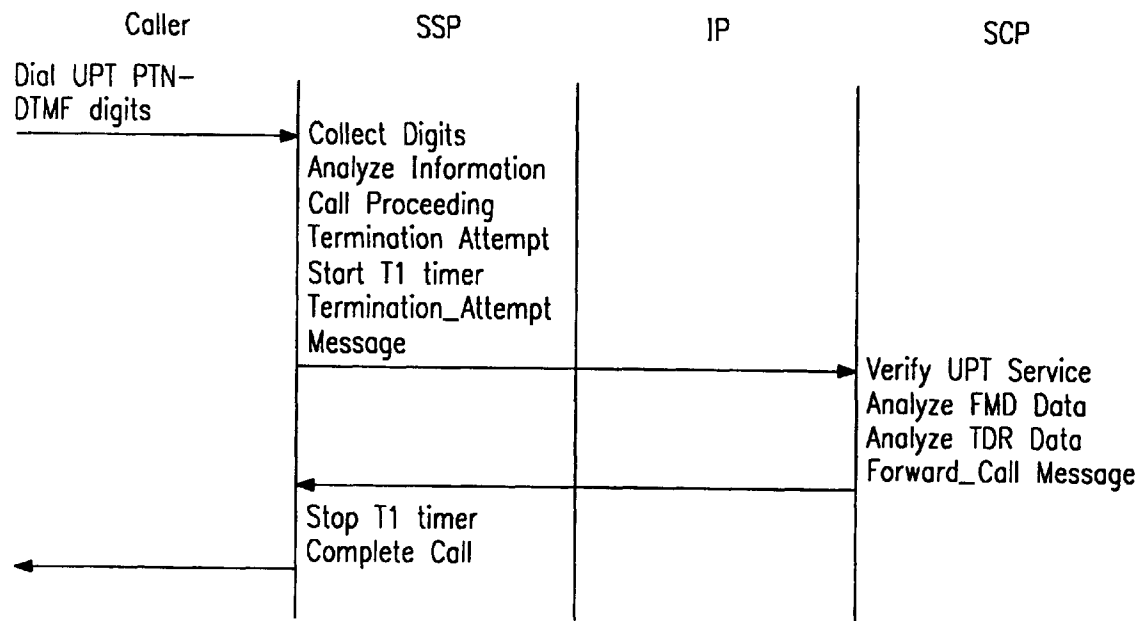 Caller SSP IP SCP
Dial UPT PTN-
DTMF digits
Collect Digits
Analyze Information
Call Proceeding
Termination Attempt
Start T1 timer
Termination_Attempt
Message
Verify UPT Service
Analyze FMD Data
Analyze TDR Data
Forward_Call Message
Stop T1 timer
Complete Call